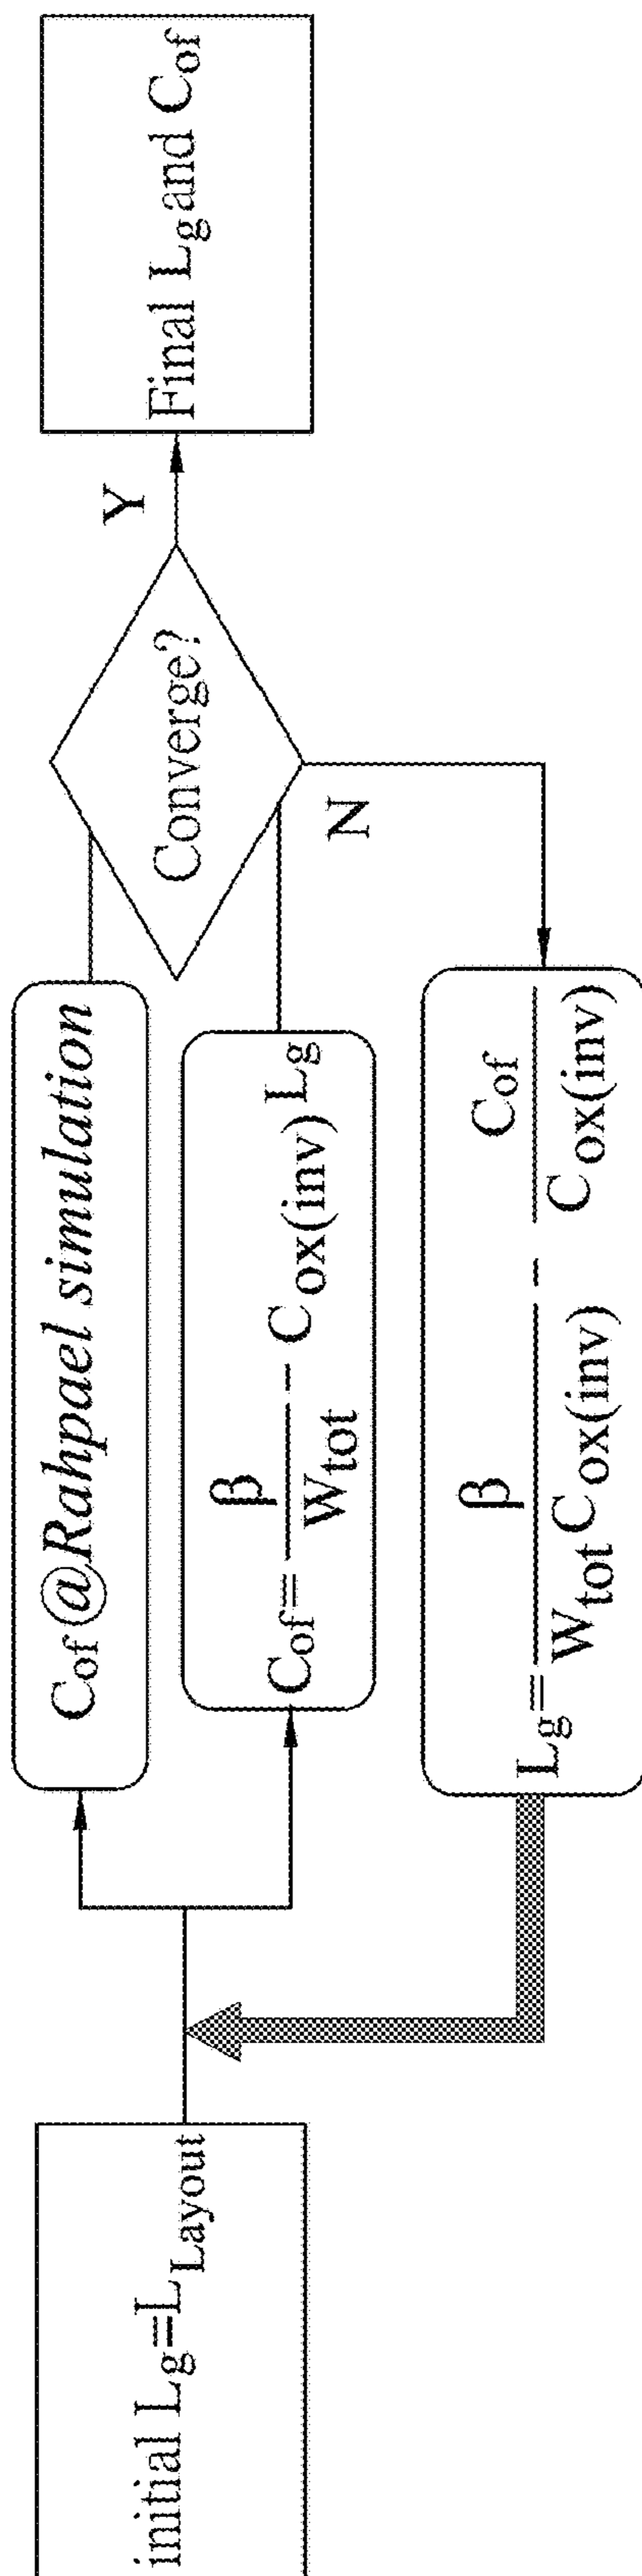 initial L_g=L_Layout
C_of@Rahpael simulation
C_of= β/W_tot - C_ox(inv) L_g
Converge?
Y
N
Final L_g and C_of
L_g= β/W_tot C_ox(inv) - C_of/C_ox(inv)